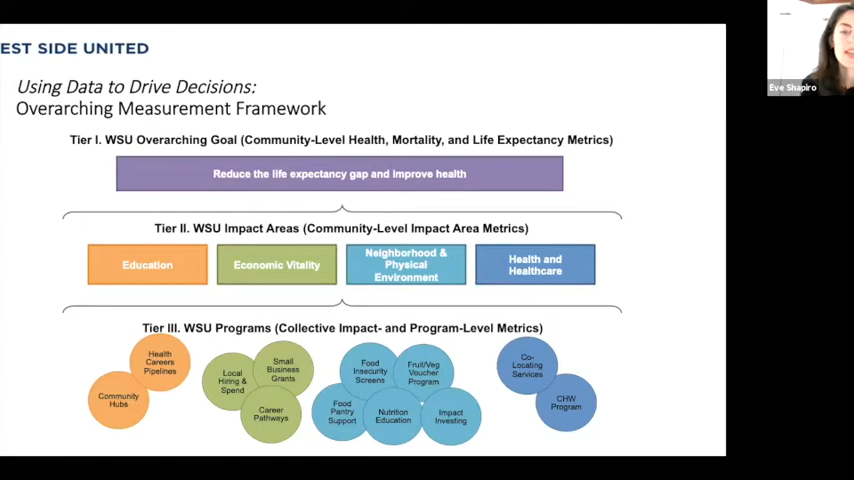 EST SIDE UNITED
Eve Shapiro
Using Data to Drive Decisions:
Overarching Measurement Framework
Tier I. WSU Overarching Goal (Community-Level Health, Mortality, and Life Expectancy Metrics)
Reduce the life expectancy gap and improve health
Tier II. WSU Impact Areas (Community-Level Impact Area Metrics)
Education
Economic Vitality
Neighborhood &
Physical
Environment
Health and
Healthcare
Tier III. WSU Programs (Collective Impact- and Program-Level Metrics)
Health
Careers
Pipelines
Community
Hubs
Local
Hiring &
Spend
Small
Business
Grants
Career
Pathways
Food
Insecurity
Screens
Fruit/Veg
Voucher
Program
Food
Pantry
Support
Nutrition
Education
Impact
Investing
Co-
Locating
Services
CHW
Program